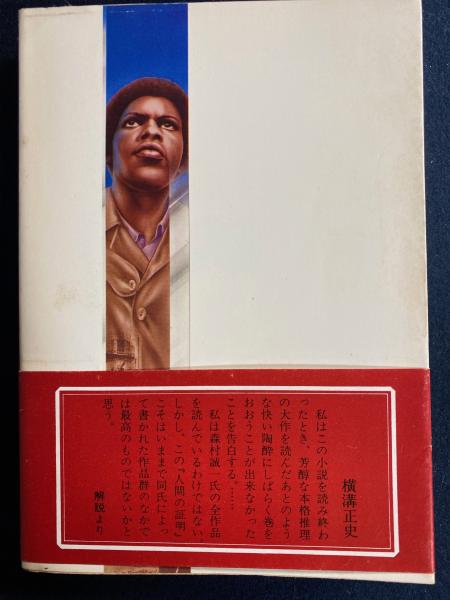 横溝正史
私はこの小説を読み終わ
ったとき、芳醇な本格推理
の大作を読んだあとのよう
な快い陶酔にしばらく巻を
おおうことが出来なかった
ことを告白する。……
私は森村誠一氏の全作品
を読んでいるわけではない。
しかし、この『人間の証明』
こそはいままで同氏によっ
て書かれた作品群のなかで
は最高のものではないかと
思う。
解説より